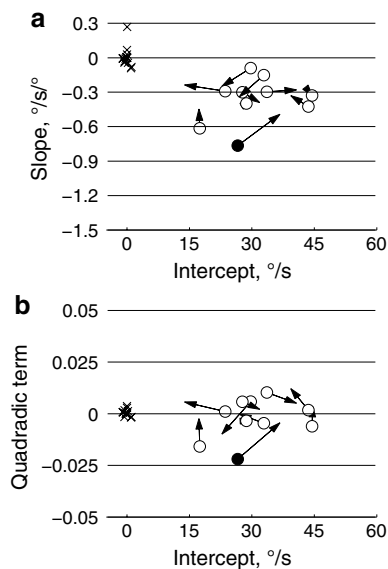 a
0.3
0
−0.3
−0.6
−0.9
−1.2
−1.5
Slope, °/s/°
0 15 30 45 60
Intercept, °/s
b
0.05
0.025
0
−0.025
−0.05
Quadradic term
0 15 30 45 60
Intercept, °/s